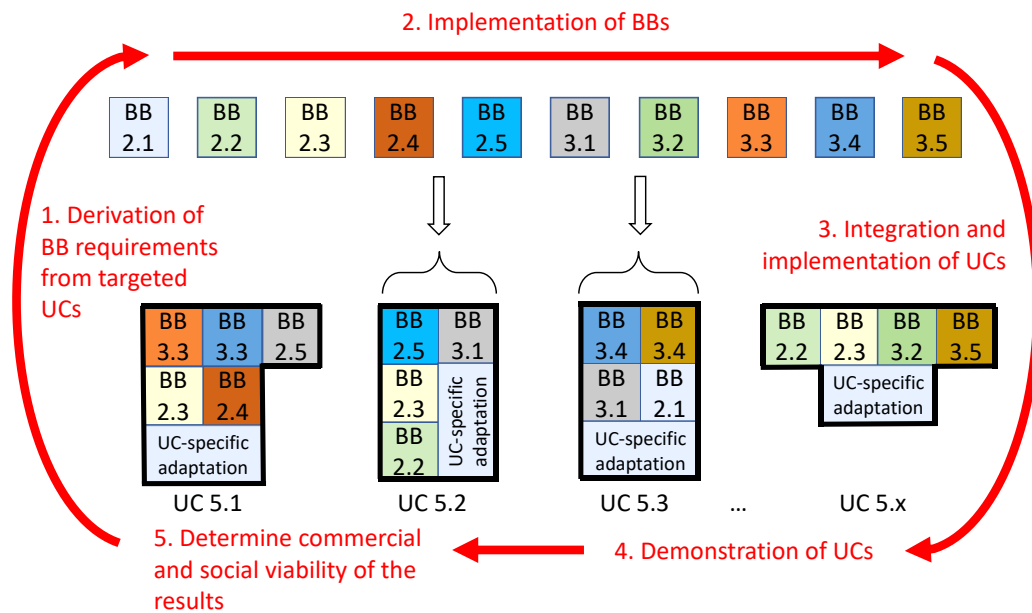 2. Implementation of BBs
BB
2.1
BB
2.2
BB
2.3
BB
2.4
BB
2.5
BB
3.1
BB
3.2
BB
3.3
BB
3.4
BB
3.5
1. Derivation of
BB requirements
from targeted
UCs
3. Integration and
implementation of UCs
BB
3.3
BB
3.3
BB
2.5
BB
2.3
BB
2.4
UC-specific
adaptation
UC 5.1
BB
2.5
BB
3.1
BB
2.3
BB
2.2
UC-specific
adaptation
UC 5.2
BB
3.4
BB
3.4
BB
3.1
BB
2.1
UC-specific
adaptation
UC 5.3
...
BB
2.2
BB
2.3
BB
3.2
BB
3.5
UC-specific
adaptation
UC 5.x
4. Demonstration of UCs
5. Determine commercial
and social viability of the
results